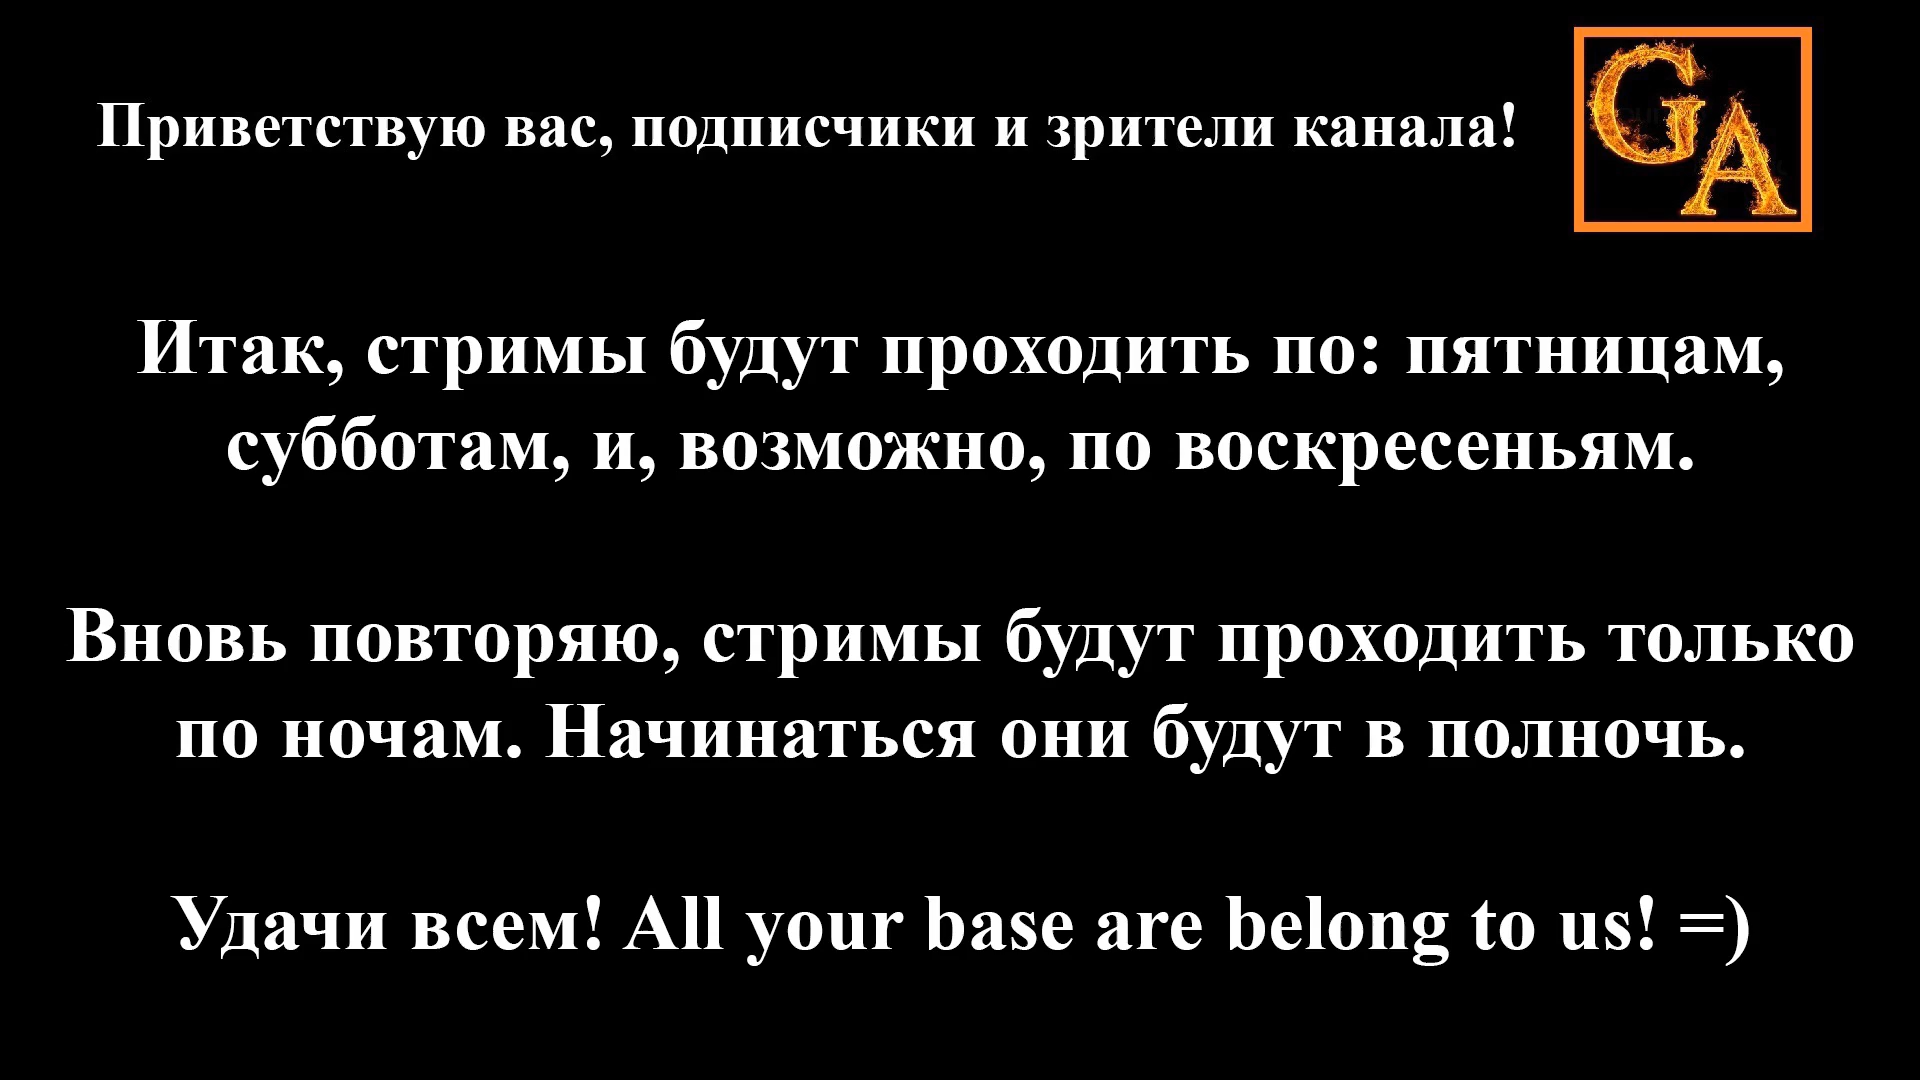 Приветствую вас, подписчики и зрители канала!
GA
Итак, стримы будут проходить по: пятницам,
субботам, и, возможно, по воскресеньям.
Вновь повторяю, стримы будут проходить только
по ночам. Начинаться они будут в полночь.
Удачи всем! All your base are belong to us! =)